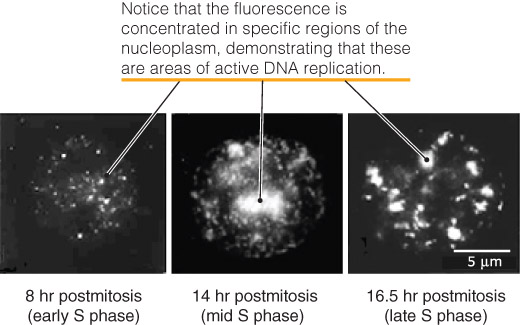 Notice that the fluorescence is
concentrated in specific regions of the
nucleoplasm, demonstrating that these
are areas of active DNA replication.
5 μm
8 hr postmitosis
(early S phase)
14 hr postmitosis
(mid S phase)
16.5 hr postmitosis
(late S phase)